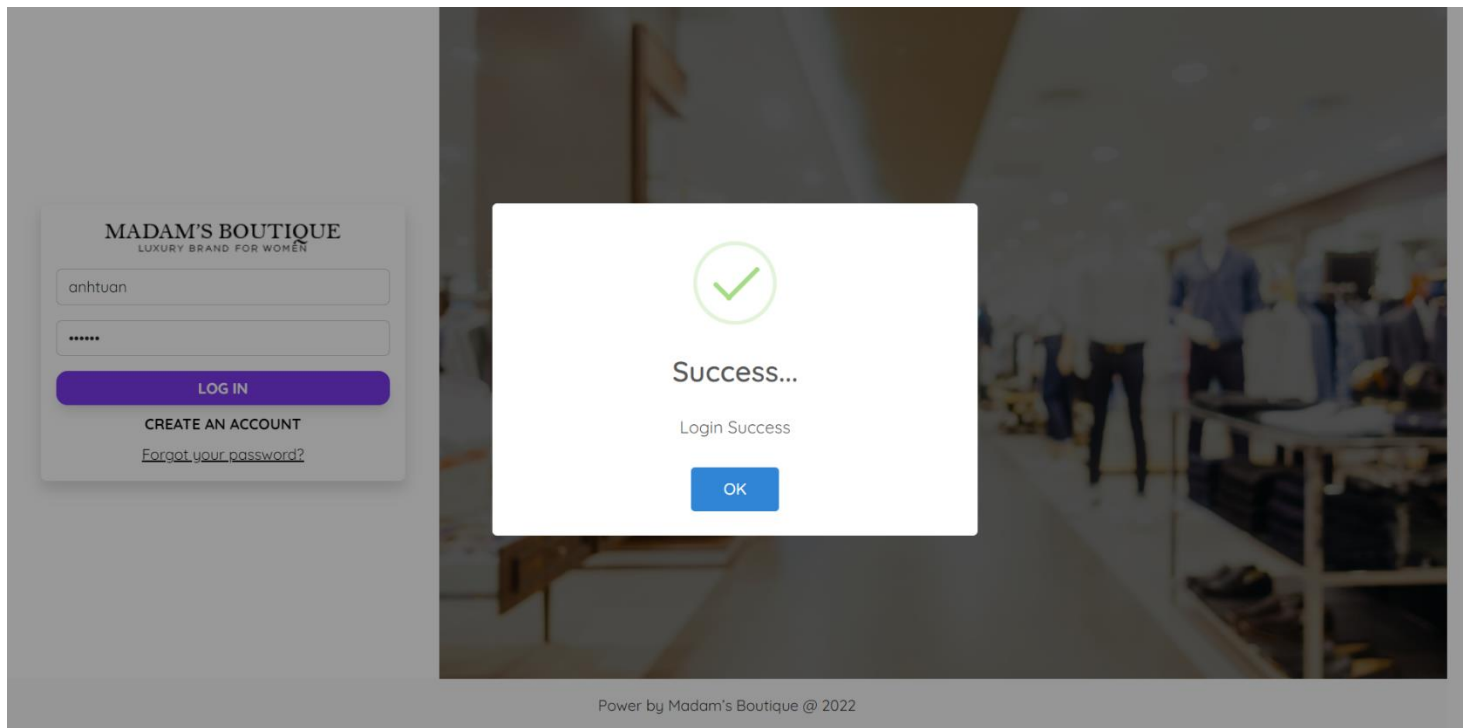 MADAM'S BOUTIQUE
LUXURY BRAND FOR WOMEN
anhtuan
••••••
LOG IN
CREATE AN ACCOUNT
Forgot your password?
Success...
Login Success
OK
Power by Madam's Boutique @ 2022